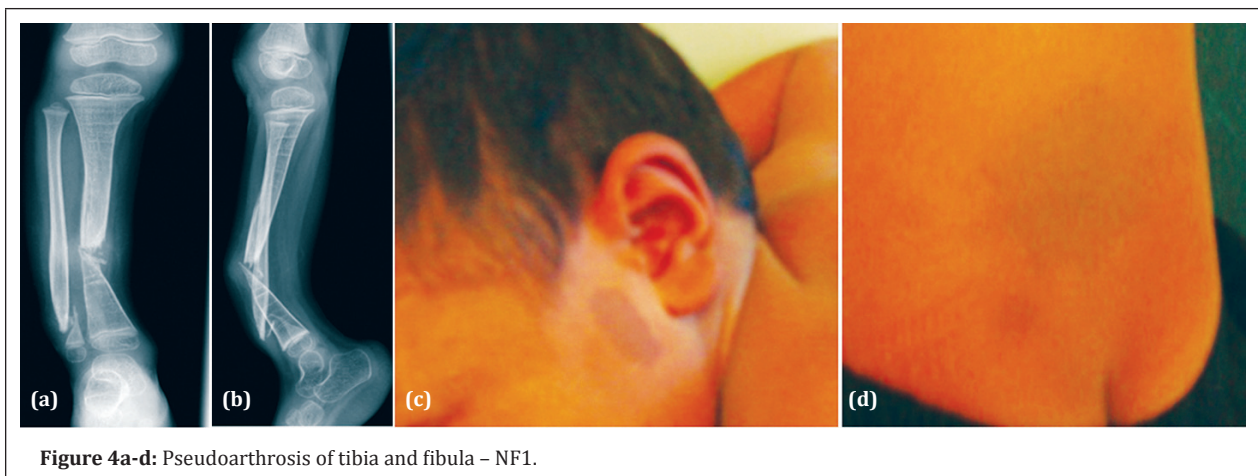 (a)
(b)
(c)
(d)
Figure 4a-d: Pseudoarthrosis of tibia and fibula – NF1.